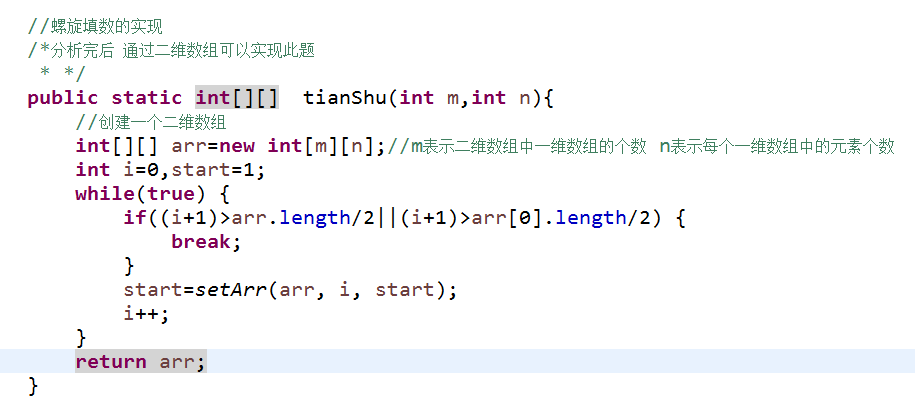 //螺旋填数的实现
/*分析完后 通过二维数组可以实现此题
 * */
public static int[][]  tianShu(int m,int n){
    //创建一个二维数组
    int[][] arr=new int[m][n];//m表示二维数组中一维数组的个数 n表示每个一维数组中的元素个数
    int i=0,start=1;
    while(true) {
        if((i+1)>arr.length/2||(i+1)>arr[0].length/2) {
            break;
        }
        start=setArr(arr, i, start);
        i++;
    }
    return arr;
}